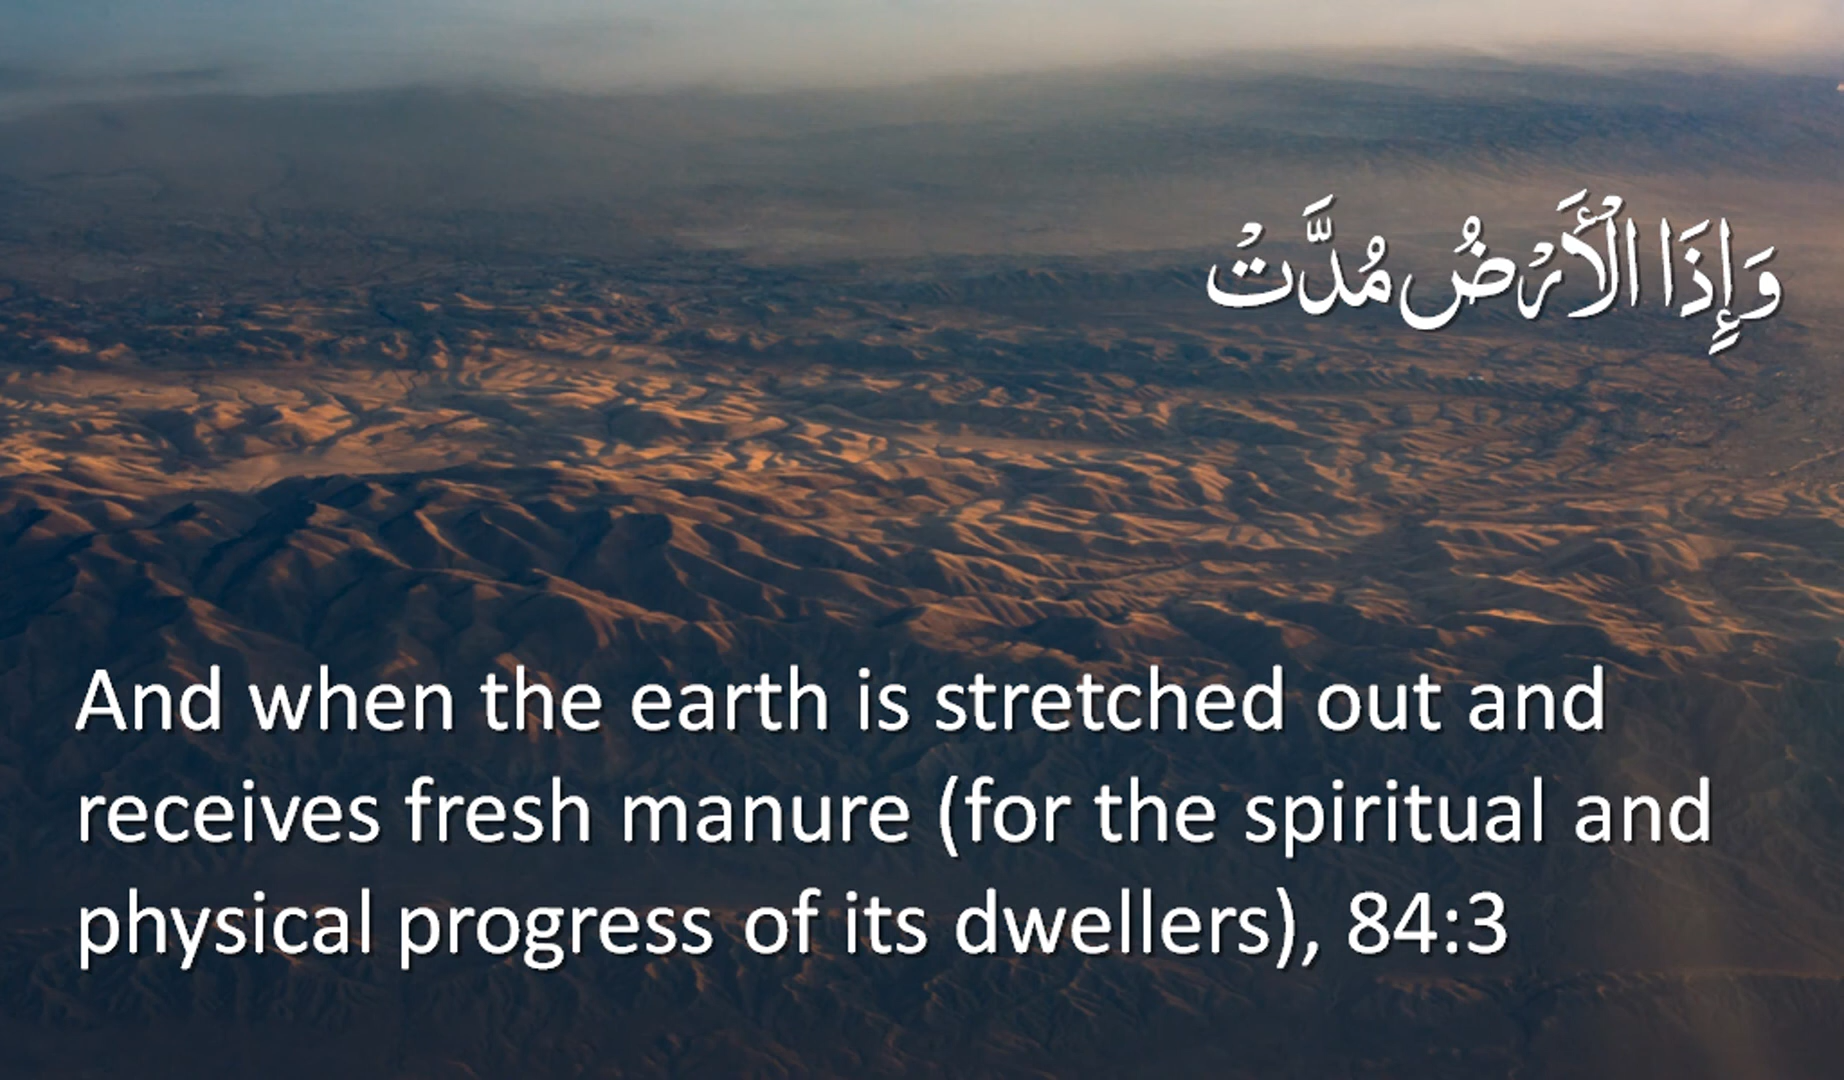 وَإِذَا الْأَرْضُ مُدَّتْ
And when the earth is stretched out and
receives fresh manure (for the spiritual and
physical progress of its dwellers), 84:3